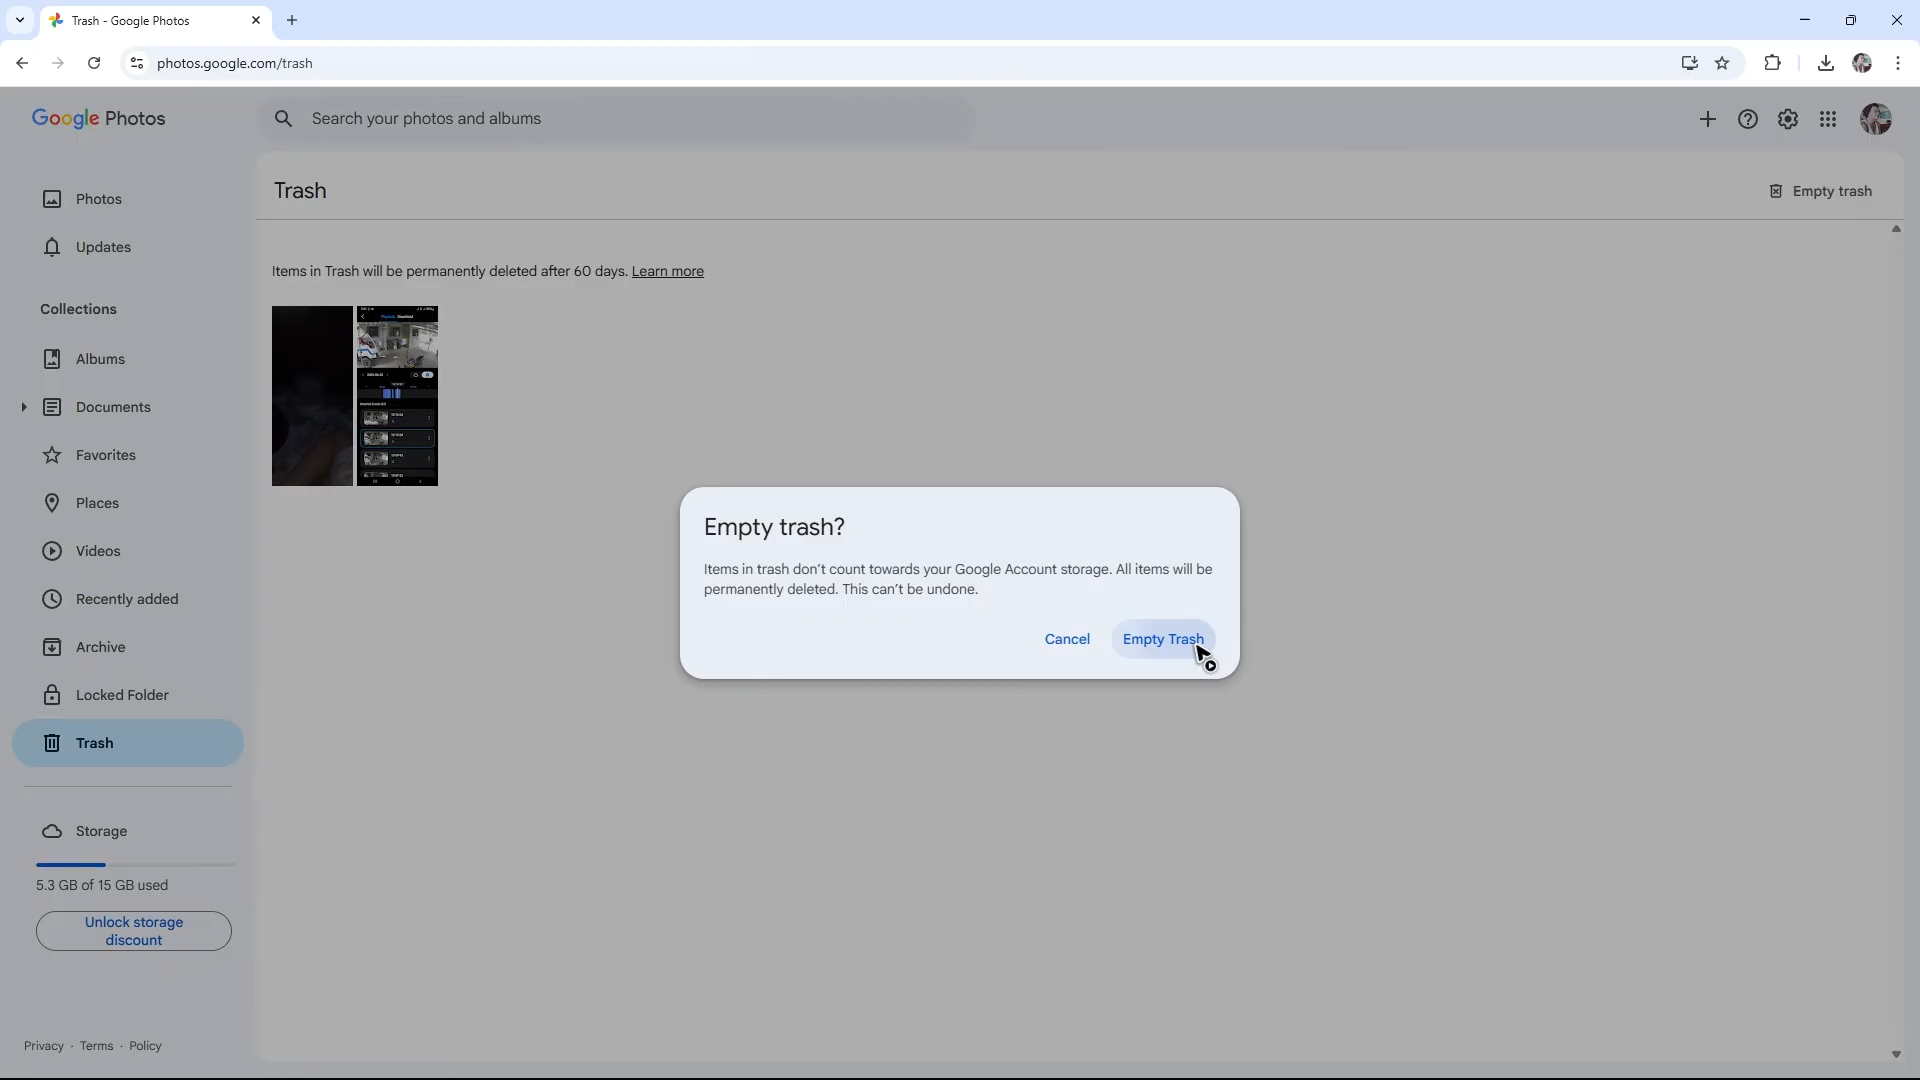 Trash - Google Photos
photos.google.com/trash
Google Photos
Search your photos and albums
Photos
Updates
Collections
Albums
Documents
Favorites
Places
Videos
Recently added
Archive
Locked Folder
Trash
Storage
5.3 GB of 15 GB used
Unlock storage
discount
Privacy · Terms · Policy
Trash
Empty trash
Items in Trash will be permanently deleted after 60 days. Learn more
Empty trash?
Items in trash don't count towards your Google Account storage. All items will be
permanently deleted. This can't be undone.
Cancel
Empty Trash